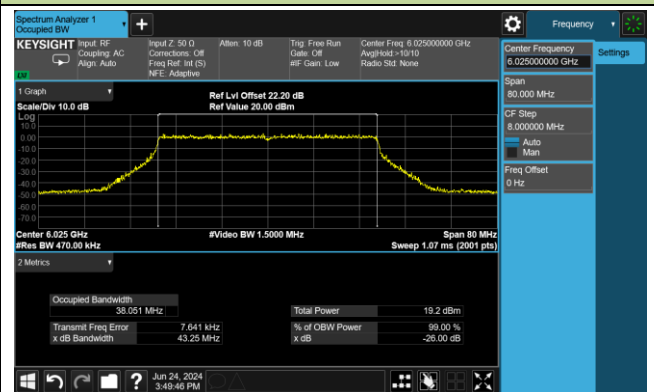 Spectrum Analyzer 1
Occupied BW
Frequency
KEYSIGHT
Input: RF
Coupling: AC
Align: Auto
Input Z: 50 Ω
Corrections: Off
Freq Ref: Int (S)
NFE: Adaptive
Atten: 10 dB
Trig: Free Run
Gate: Off
#IF Gain: Low
Center Freq: 6.025000000 GHz
Avg|Hold:>10/10
Radio Std: None
Center Frequency
6.025000000 GHz
Settings
Span
80.000 MHz
CF Step
8.000000 MHz
Auto
Man
Freq Offset
0 Hz
1 Graph
Scale/Div 10.0 dB
Ref Lvl Offset 22.20 dB
Ref Value 20.00 dBm
Log
10.0
0.00
-10.0
-20.0
-30.0
-40.0
-50.0
-60.0
-70.0
Center 6.025 GHz
#Res BW 470.00 kHz
#Video BW 1.5000 MHz
Span 80 MHz
Sweep 1.07 ms (2001 pts)
2 Metrics
Occupied Bandwidth
38.051 MHz
Total Power 19.2 dBm
Transmit Freq Error 7.641 kHz
% of OBW Power 99.00 %
x dB Bandwidth 43.25 MHz
x dB -26.00 dB
Jun 24, 2024
3:49:46 PM